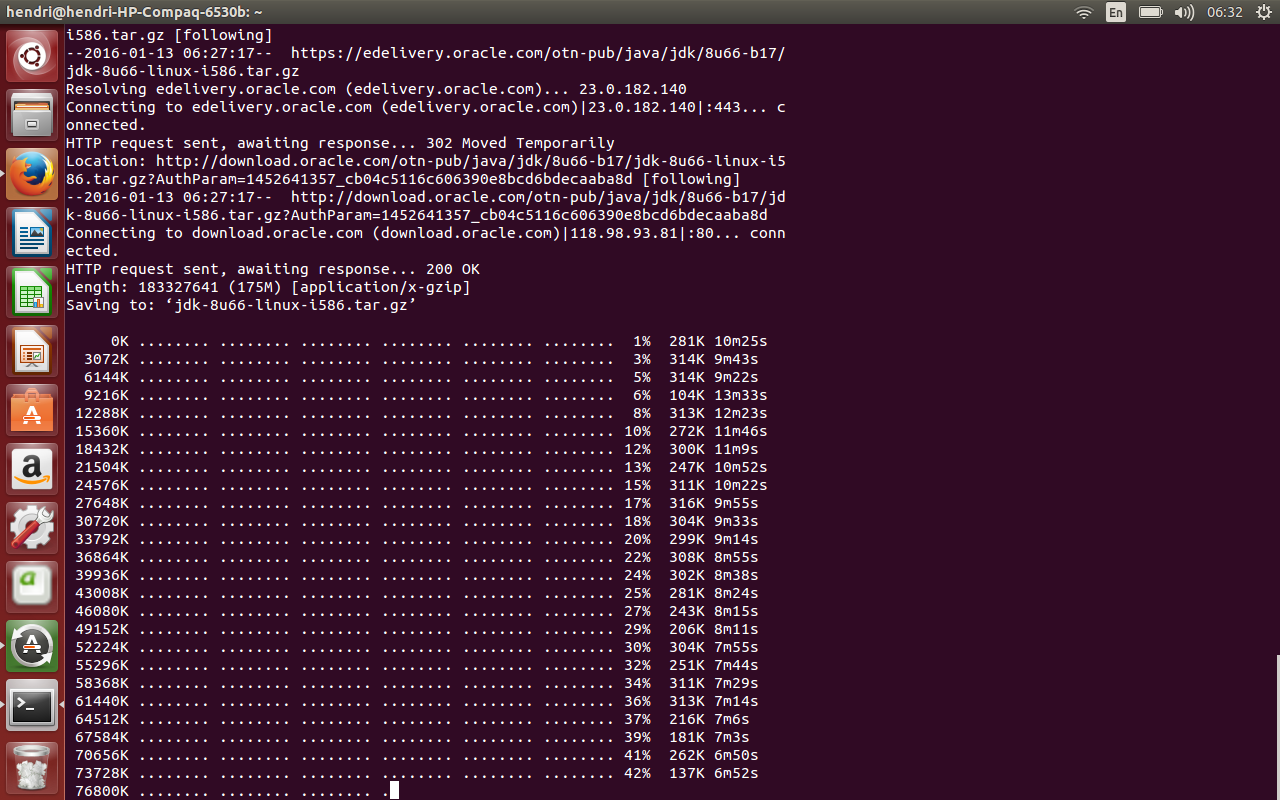 hendri@hendri-HP-Compaq-6530b: ~
En
06:32
i586.tar.gz [following]
--2016-01-13 06:27:17--  https://edelivery.oracle.com/otn-pub/java/jdk/8u66-b17/
jdk-8u66-linux-i586.tar.gz
Resolving edelivery.oracle.com (edelivery.oracle.com)... 23.0.182.140
Connecting to edelivery.oracle.com (edelivery.oracle.com)|23.0.182.140|:443... c
onnected.
HTTP request sent, awaiting response... 302 Moved Temporarily
Location: http://download.oracle.com/otn-pub/java/jdk/8u66-b17/jdk-8u66-linux-i5
86.tar.gz?AuthParam=1452641357_cb04c5116c606390e8bcd6bdecaaba8d [following]
--2016-01-13 06:27:17--  http://download.oracle.com/otn-pub/java/jdk/8u66-b17/jd
k-8u66-linux-i586.tar.gz?AuthParam=1452641357_cb04c5116c606390e8bcd6bdecaaba8d
Connecting to download.oracle.com (download.oracle.com)|118.98.93.81|:80... conn
ected.
HTTP request sent, awaiting response... 200 OK
Length: 183327641 (175M) [application/x-gzip]
Saving to: ‘jdk-8u66-linux-i586.tar.gz’
0K ........ ........ ........ ........ ........ ........  1%  281K 10m25s
3072K ........ ........ ........ ........ ........ ........  3%  314K 9m43s
6144K ........ ........ ........ ........ ........ ........  5%  314K 9m22s
9216K ........ ........ ........ ........ ........ ........  6%  104K 13m33s
12288K ........ ........ ........ ........ ........ ........  8%  313K 12m23s
15360K ........ ........ ........ ........ ........ ........ 10%  272K 11m46s
18432K ........ ........ ........ ........ ........ ........ 12%  300K 11m9s
21504K ........ ........ ........ ........ ........ ........ 13%  247K 10m52s
24576K ........ ........ ........ ........ ........ ........ 15%  311K 10m22s
27648K ........ ........ ........ ........ ........ ........ 17%  316K 9m55s
30720K ........ ........ ........ ........ ........ ........ 18%  304K 9m33s
33792K ........ ........ ........ ........ ........ ........ 20%  299K 9m14s
36864K ........ ........ ........ ........ ........ ........ 22%  308K 8m55s
39936K ........ ........ ........ ........ ........ ........ 24%  302K 8m38s
43008K ........ ........ ........ ........ ........ ........ 25%  281K 8m24s
46080K ........ ........ ........ ........ ........ ........ 27%  243K 8m15s
49152K ........ ........ ........ ........ ........ ........ 29%  206K 8m11s
52224K ........ ........ ........ ........ ........ ........ 30%  304K 7m55s
55296K ........ ........ ........ ........ ........ ........ 32%  251K 7m44s
58368K ........ ........ ........ ........ ........ ........ 34%  311K 7m29s
61440K ........ ........ ........ ........ ........ ........ 36%  313K 7m14s
64512K ........ ........ ........ ........ ........ ........ 37%  216K 7m6s
67584K ........ ........ ........ ........ ........ ........ 39%  181K 7m3s
70656K ........ ........ ........ ........ ........ ........ 41%  262K 6m50s
73728K ........ ........ ........ ........ ........ ........ 42%  137K 6m52s
76800K ........ ........ ........ .